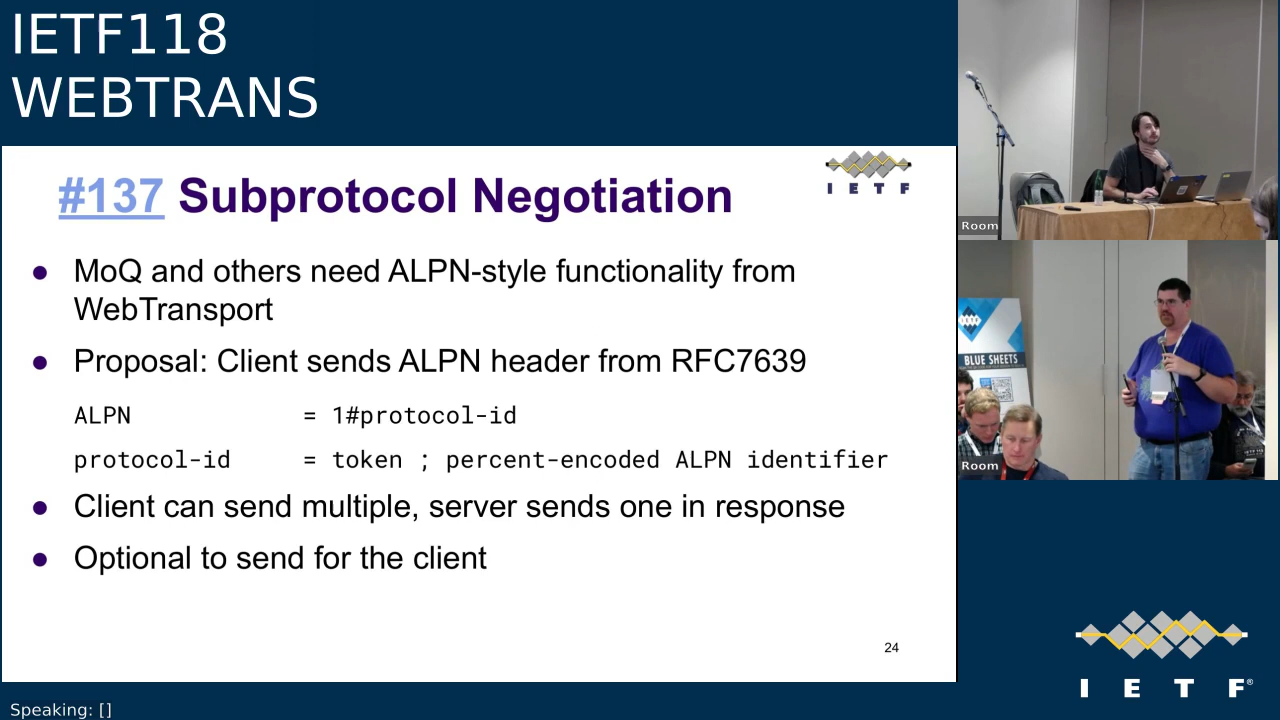 IETF118
WEBTRANS
#137 Subprotocol Negotiation
I E T F
● MoQ and others need ALPN-style functionality from
WebTransport
● Proposal: Client sends ALPN header from RFC7639
ALPN = 1#protocol-id
protocol-id = token ; percent-encoded ALPN identifier
● Client can send multiple, server sends one in response
● Optional to send for the client
24
Speaking: []
Room
BLUE SHEETS
Room
I E T F®